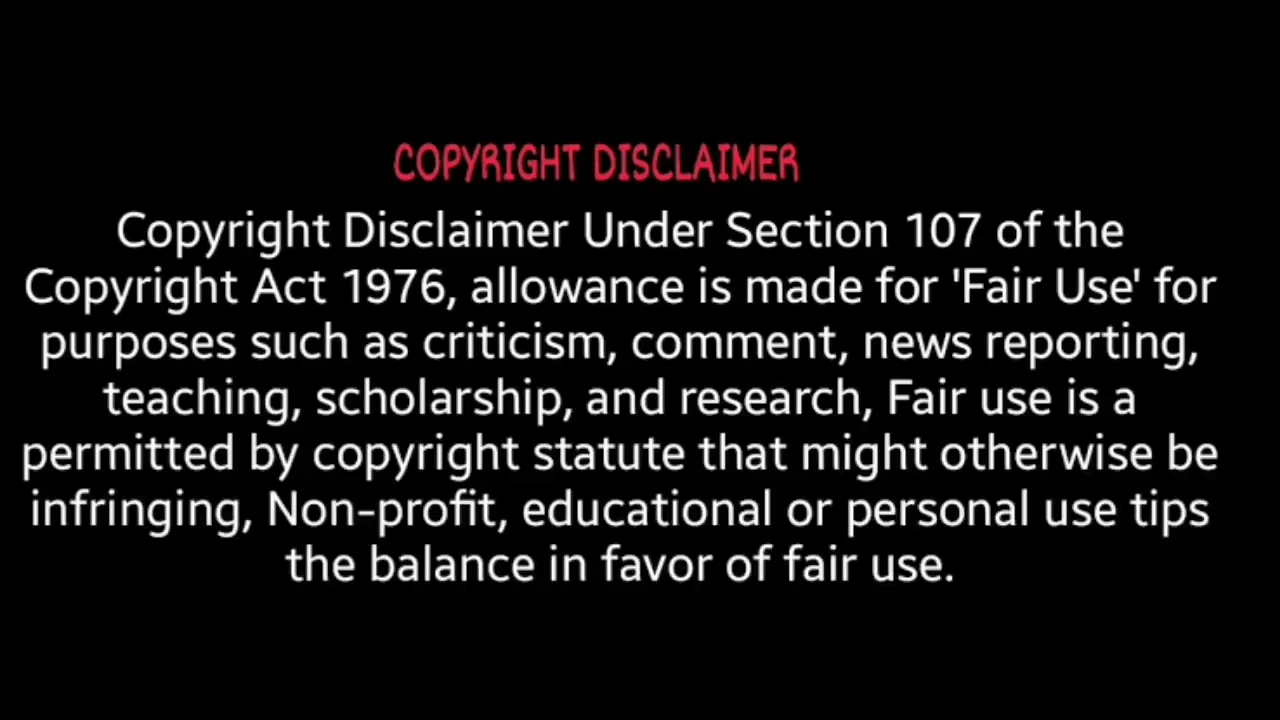 COPYRIGHT DISCLAIMER
Copyright Disclaimer Under Section 107 of the
Copyright Act 1976, allowance is made for 'Fair Use' for
purposes such as criticism, comment, news reporting,
teaching, scholarship, and research, Fair use is a
permitted by copyright statute that might otherwise be
infringing, Non-profit, educational or personal use tips
the balance in favor of fair use.